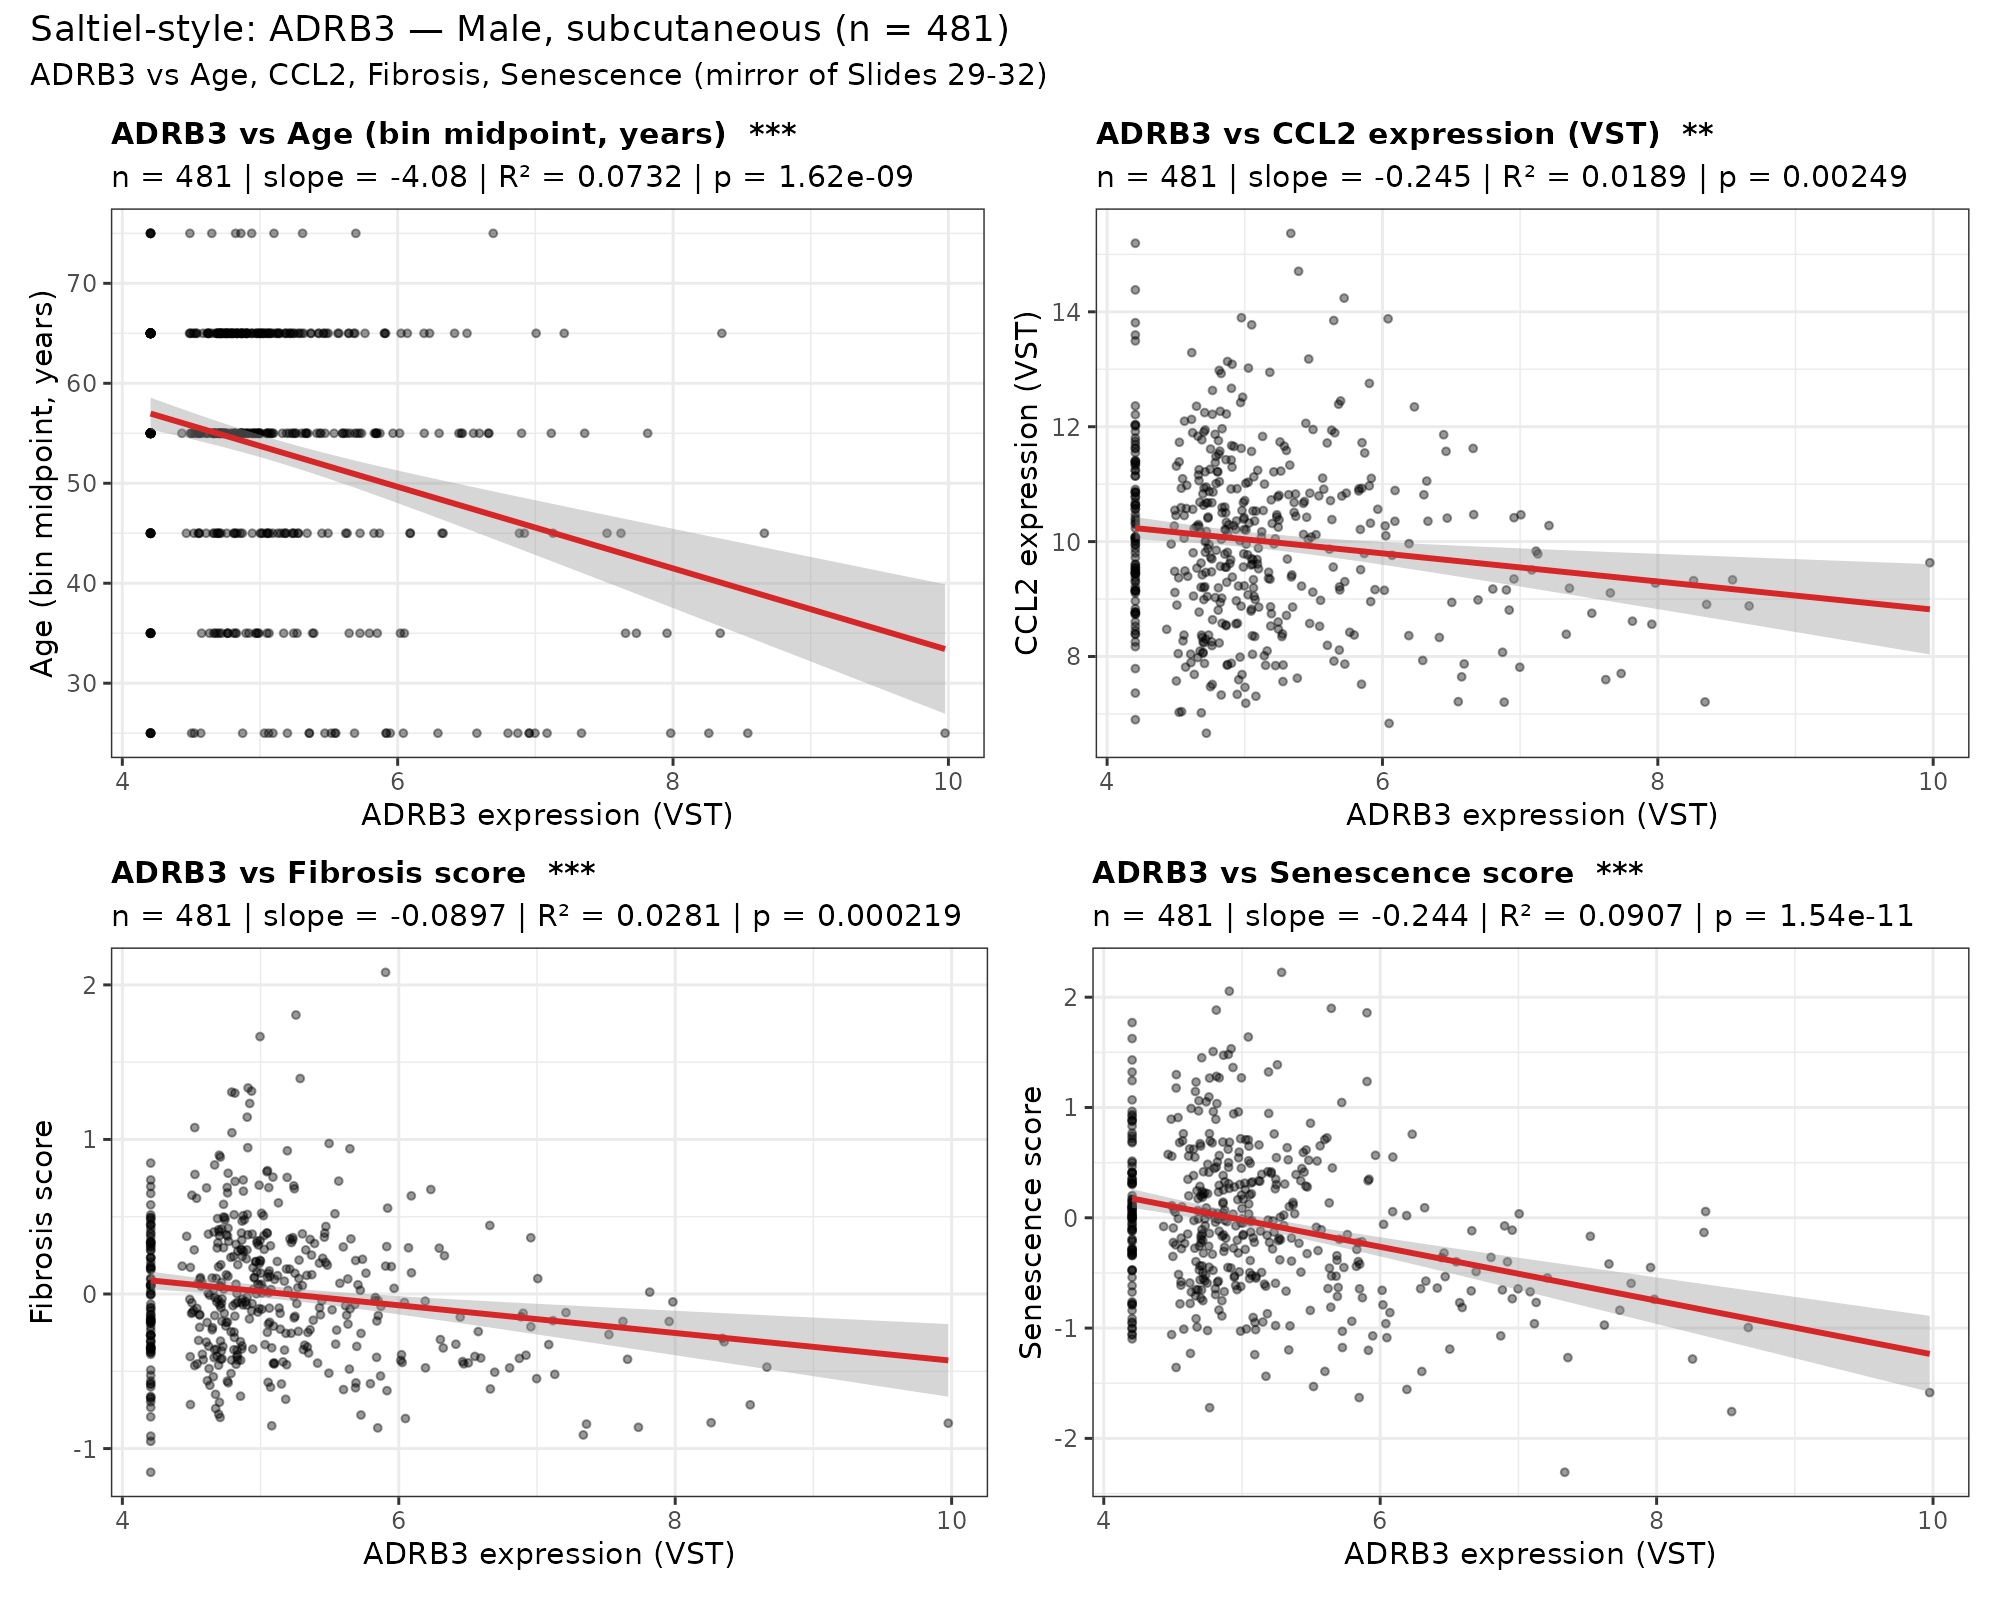 Saltiel-style: ADRB3 — Male, subcutaneous (n = 481)
ADRB3 vs Age, CCL2, Fibrosis, Senescence (mirror of Slides 29-32)
ADRB3 vs Age (bin midpoint, years) ***
n = 481 | slope = -4.08 | R² = 0.0732 | p = 1.62e-09
Age (bin midpoint, years)
70
60
50
40
30
4 6 8 10
ADRB3 expression (VST)
ADRB3 vs CCL2 expression (VST) **
n = 481 | slope = -0.245 | R² = 0.0189 | p = 0.00249
CCL2 expression (VST)
14
12
10
8
4 6 8 10
ADRB3 expression (VST)
ADRB3 vs Fibrosis score ***
n = 481 | slope = -0.0897 | R² = 0.0281 | p = 0.000219
Fibrosis score
2
1
0
-1
4 6 8 10
ADRB3 expression (VST)
ADRB3 vs Senescence score ***
n = 481 | slope = -0.244 | R² = 0.0907 | p = 1.54e-11
Senescence score
2
1
0
-1
-2
4 6 8 10
ADRB3 expression (VST)